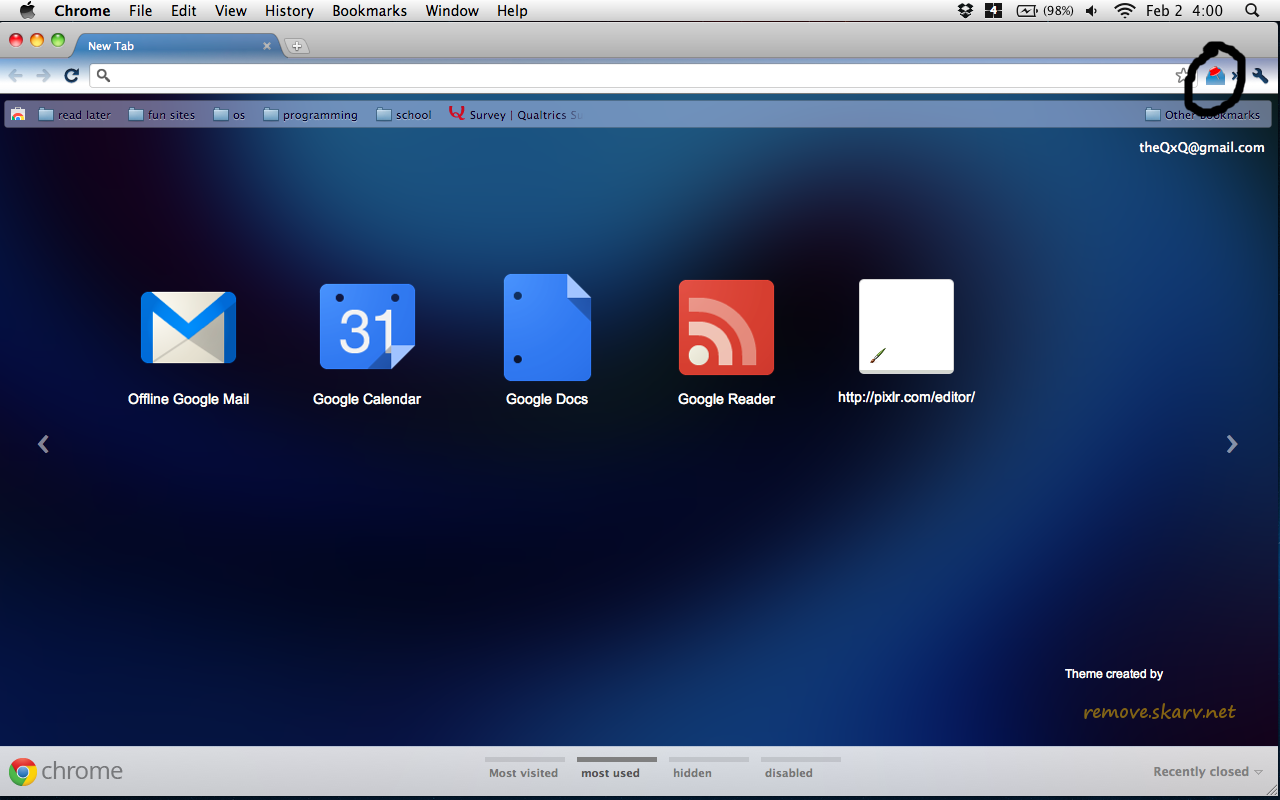 Chrome File Edit View History Bookmarks Window Help (98%) Feb 2 4:00
New Tab
read later fun sites os programming school Survey | Qualtrics Other bookmarks
theQxQ@gmail.com
31
Offline Google Mail Google Calendar Google Docs Google Reader http://pixlr.com/editor/
Theme created by
remove.skarv.net
chrome Most visited most used hidden disabled Recently closed